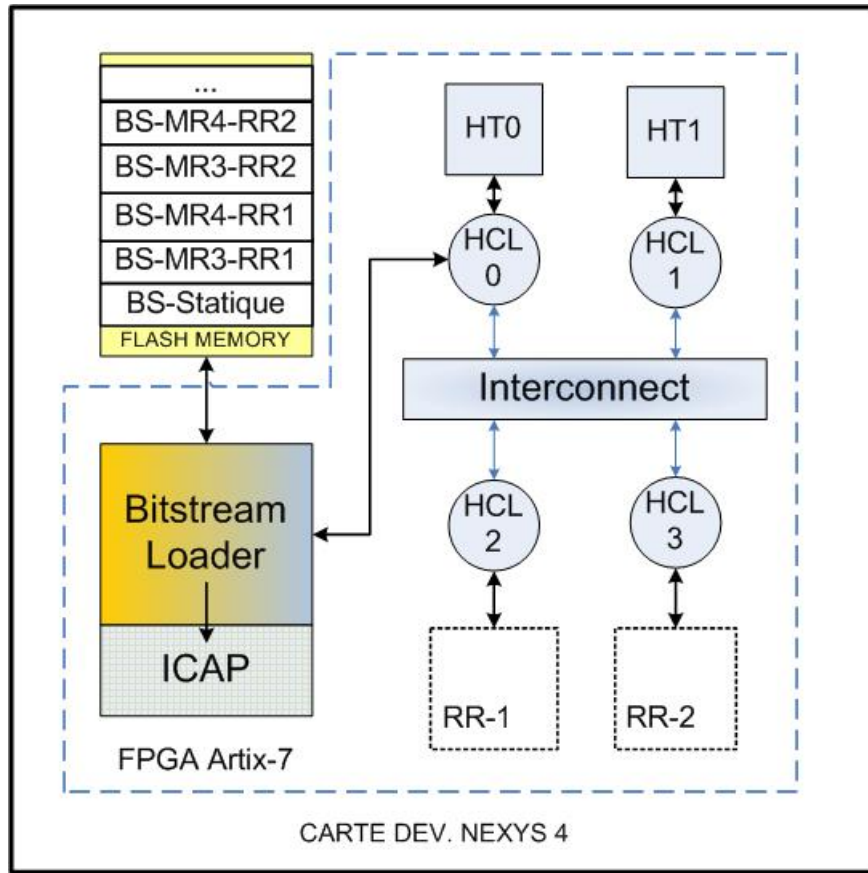 ...
BS-MR4-RR2
BS-MR3-RR2
BS-MR4-RR1
BS-MR3-RR1
BS-Statique
FLASH MEMORY
HT0
HT1
HCL
0
HCL
1
Interconnect
Bitstream
Loader
ICAP
HCL
2
HCL
3
RR-1
RR-2
FPGA Artix-7
CARTE DEV. NEXYS 4